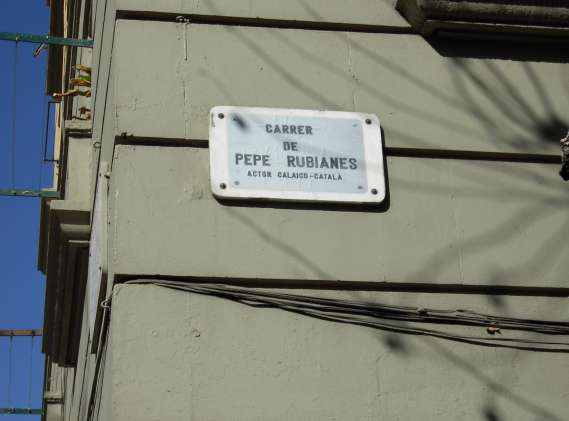 CARRER
DE
PEPE RUBIANES
ACTOR GALAICO-CATALÀ